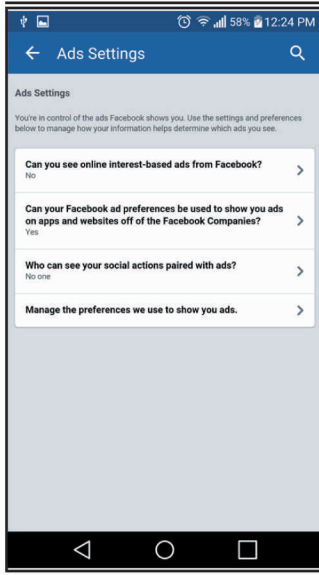 58% 12:24 PM
Ads Settings
Ads Settings
You're in control of the ads Facebook shows you. Use the settings and preferences
below to manage how your information helps determine which ads you see.
Can you see online interest-based ads from Facebook?
No
Can your Facebook ad preferences be used to show you ads
on apps and websites off of the Facebook Companies?
Yes
Who can see your social actions paired with ads?
No one
Manage the preferences we use to show you ads.